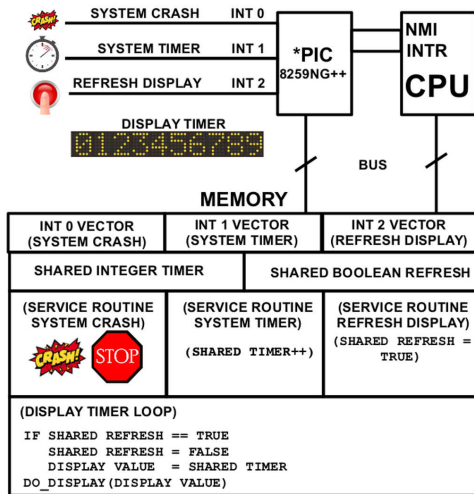 SYSTEM CRASH INT 0
SYSTEM TIMER INT 1
REFRESH DISPLAY INT 2
*PIC
8259NG++
NMI
INTR
CPU
CRASH!
DISPLAY TIMER
0123456789
BUS
MEMORY
INT 0 VECTOR
(SYSTEM CRASH)
INT 1 VECTOR
(SYSTEM TIMER)
INT 2 VECTOR
(REFRESH DISPLAY)
SHARED INTEGER TIMER
SHARED BOOLEAN REFRESH
(SERVICE ROUTINE
SYSTEM CRASH)
CRASH!
STOP
(SERVICE ROUTINE
SYSTEM TIMER)
(SHARED TIMER++)
(SERVICE ROUTINE
REFRESH DISPLAY)
(SHARED REFRESH =
TRUE)
(DISPLAY TIMER LOOP)
IF SHARED REFRESH == TRUE
SHARED REFRESH = FALSE
DISPLAY VALUE = SHARED TIMER
DO_DISPLAY(DISPLAY VALUE)